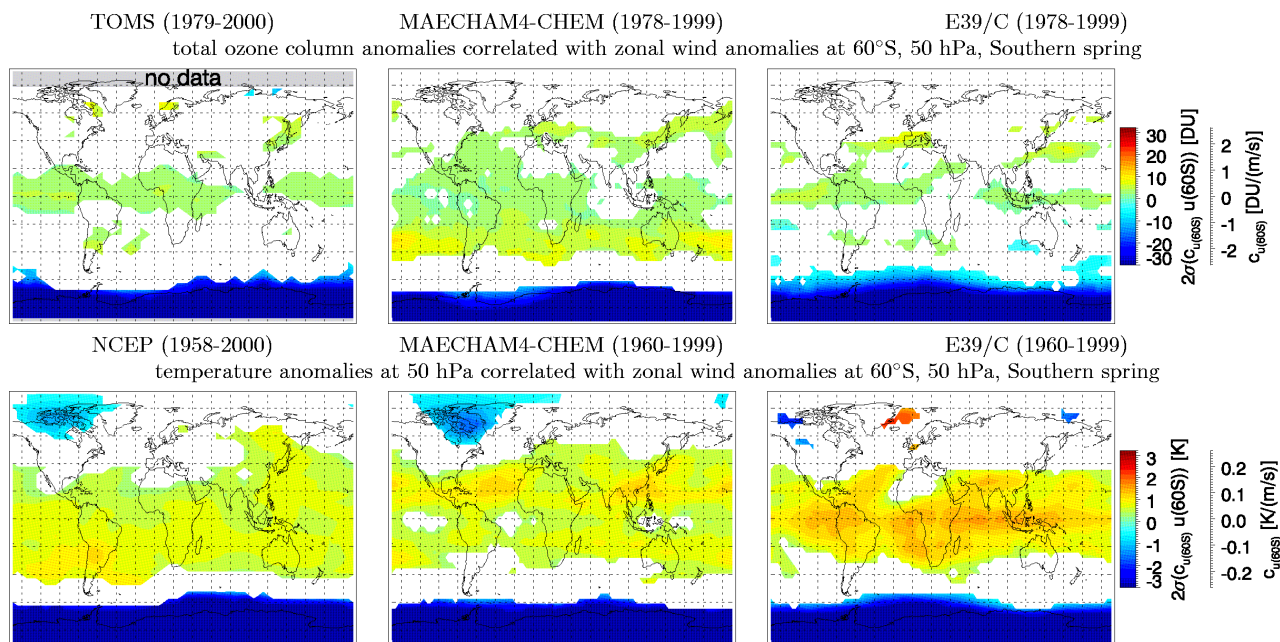 TOMS (1979-2000) MAECHAM4-CHEM (1978-1999) E39/C (1978-1999)
total ozone column anomalies correlated with zonal wind anomalies at 60°S, 50 hPa, Southern spring
no data
30
20
10
0
-10
-20
-30
2σ(c_u(60S) u(60S)) [DU]
2
1
0
-1
-2
c_u(60S) [DU/(m/s)]
NCEP (1958-2000) MAECHAM4-CHEM (1960-1999) E39/C (1960-1999)
temperature anomalies at 50 hPa correlated with zonal wind anomalies at 60°S, 50 hPa, Southern spring
3
2
1
0
-1
-2
-3
2σ(c_u(60S) u(60S)) [K]
0.2
0.1
0.0
-0.1
-0.2
c_u(60S) [K/(m/s)]